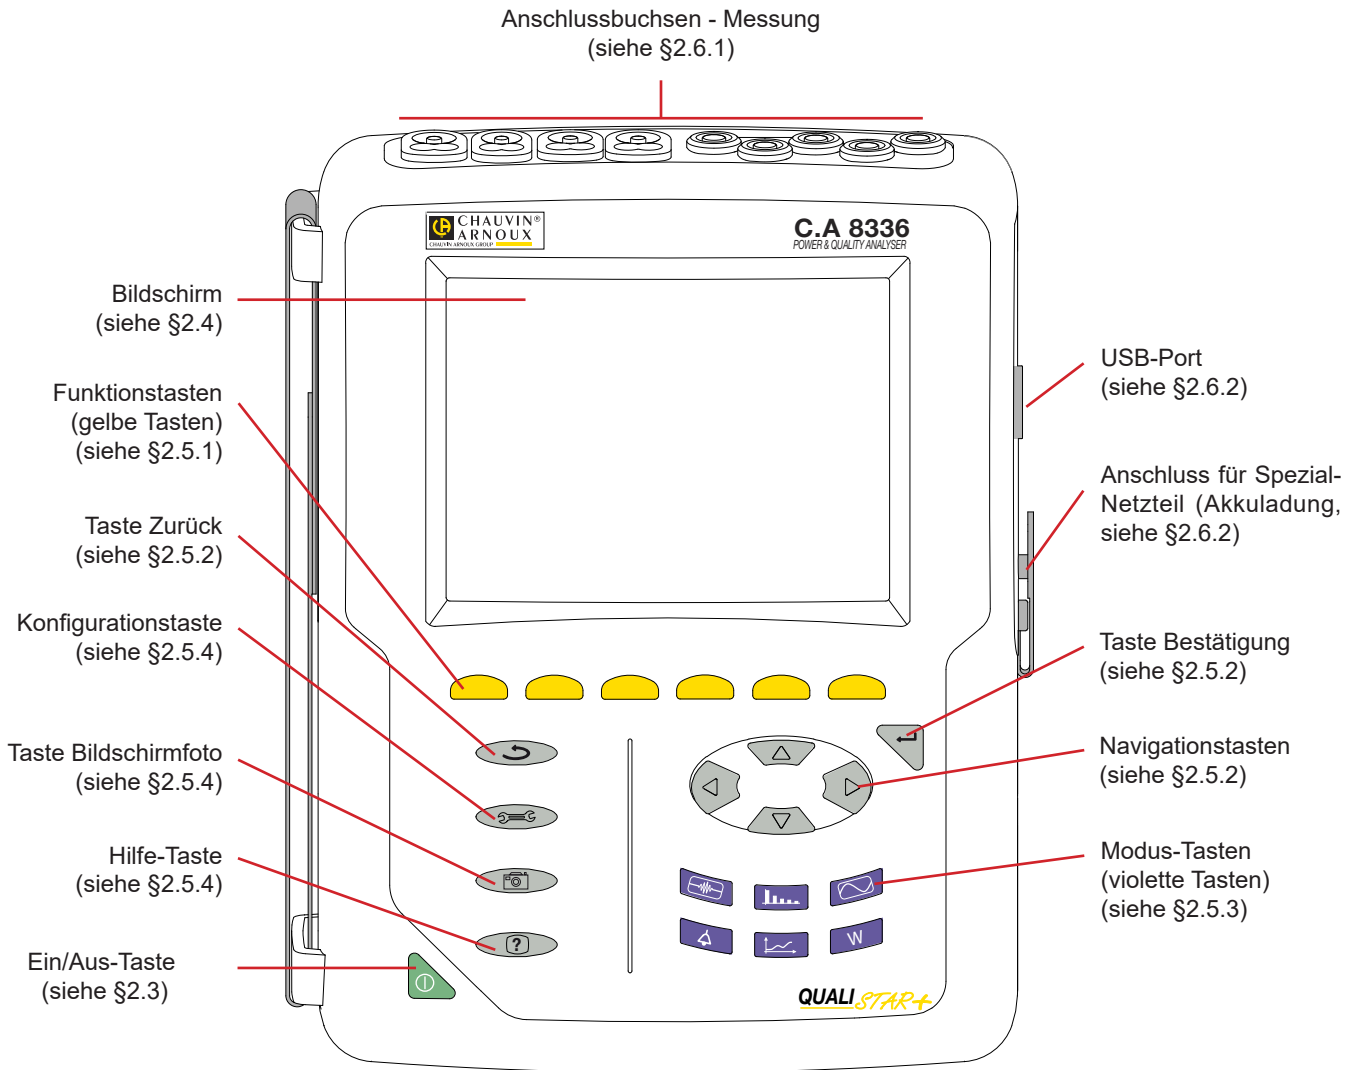 Anschlussbuchsen - Messung
(siehe §2.6.1)
CHAUVIN®
ARNOUX
CHAUVIN ARNOUX GROUP
C.A 8336
POWER & QUALITY ANALYSER
Bildschirm
(siehe §2.4)
Funktionstasten
(gelbe Tasten)
(siehe §2.5.1)
Taste Zurück
(siehe §2.5.2)
Konfigurationstaste
(siehe §2.5.4)
Taste Bildschirmfoto
(siehe §2.5.4)
Hilfe-Taste
(siehe §2.5.4)
Ein/Aus-Taste
(siehe §2.3)
USB-Port
(siehe §2.6.2)
Anschluss für Spezial-
Netzteil (Akkuladung,
siehe §2.6.2)
Taste Bestätigung
(siehe §2.5.2)
Navigationstasten
(siehe §2.5.2)
Modus-Tasten
(violette Tasten)
(siehe §2.5.3)
?
W
QUALISTAR+